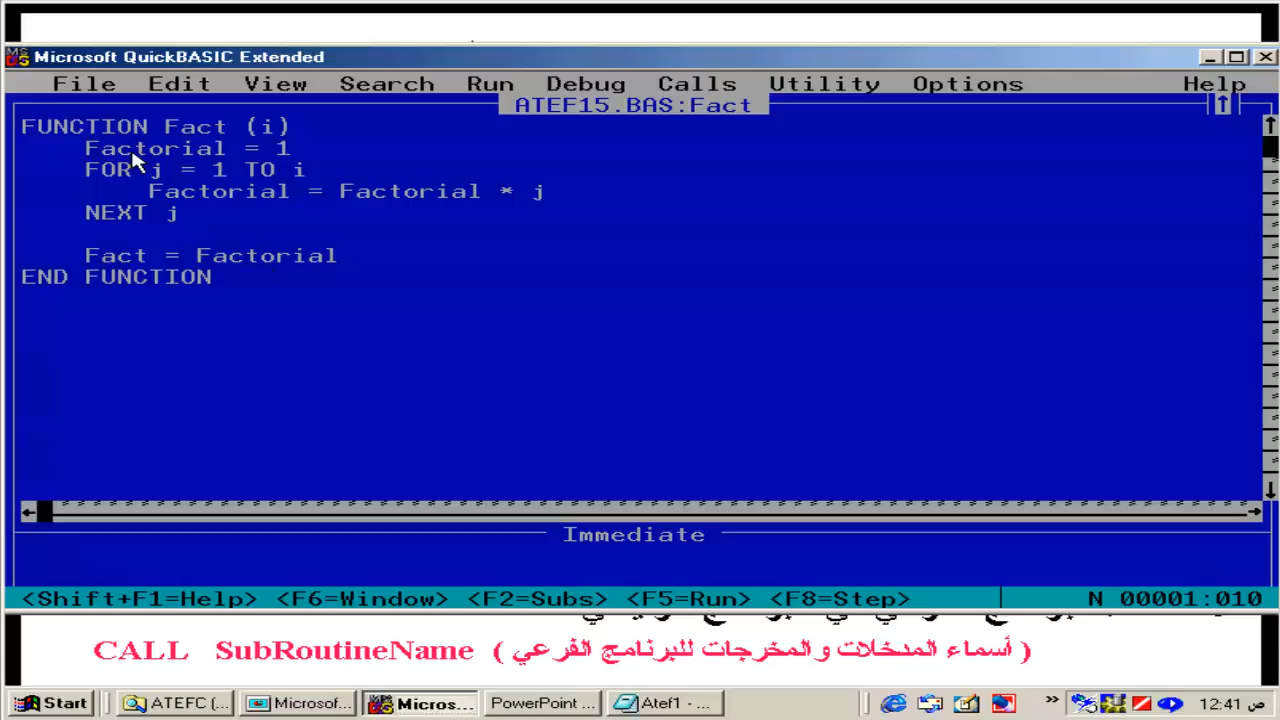 Microsoft QuickBASIC Extended
File Edit View Search Run Debug Calls Utility Options Help
ATEF15.BAS:Fact
FUNCTION Fact (i)
Factorial = 1
FOR j = 1 TO i
Factorial = Factorial * j
NEXT j
Fact = Factorial
END FUNCTION
Immediate
<Shift+F1=Help> <F6=Window> <F2=Subs> <F5=Run> <F8=Step> N 00001:010
CALL SubRoutineName ( أسماء المدخلات والمخرجات للبرنامج الفرعي )
Start ATEFC (... Microsof... Micros... PowerPoint ... Atef1 - ... » 12:41 ص